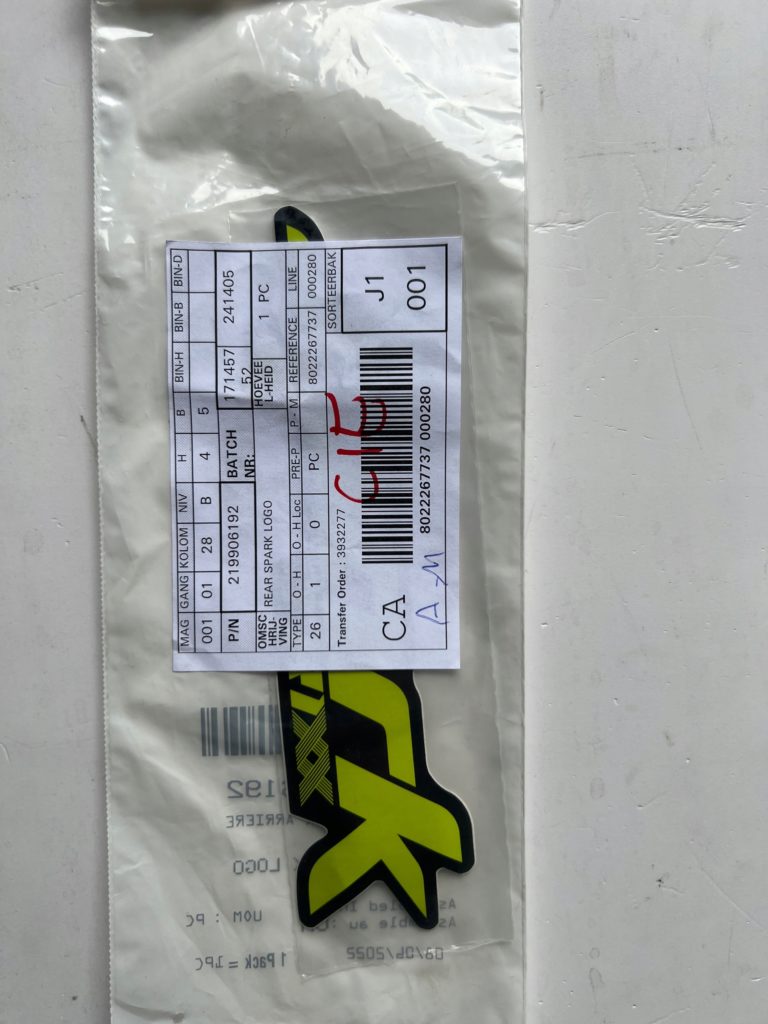 MAG GANG KOLOM NIV H B BIN-H BIN-B BIN-D
001 01 28 B 4 5
P/N 219906192 BATCH NR: 171457 52 241405
OMSC HRIJ- VING REAR SPARK LOGO HOEVEE L-HEID 1 PC
TYPE O - H O - H Loc PRE-P P - M REFERENCE LINE
26 1 0 PC 8022267737 000280
Transfer Order : 3932277 SORTEERBAK
J1
001
CA
8022267737 000280
A M
6192
ARRIERE
LOGO
UOM : PC
1 Pack = 1PC